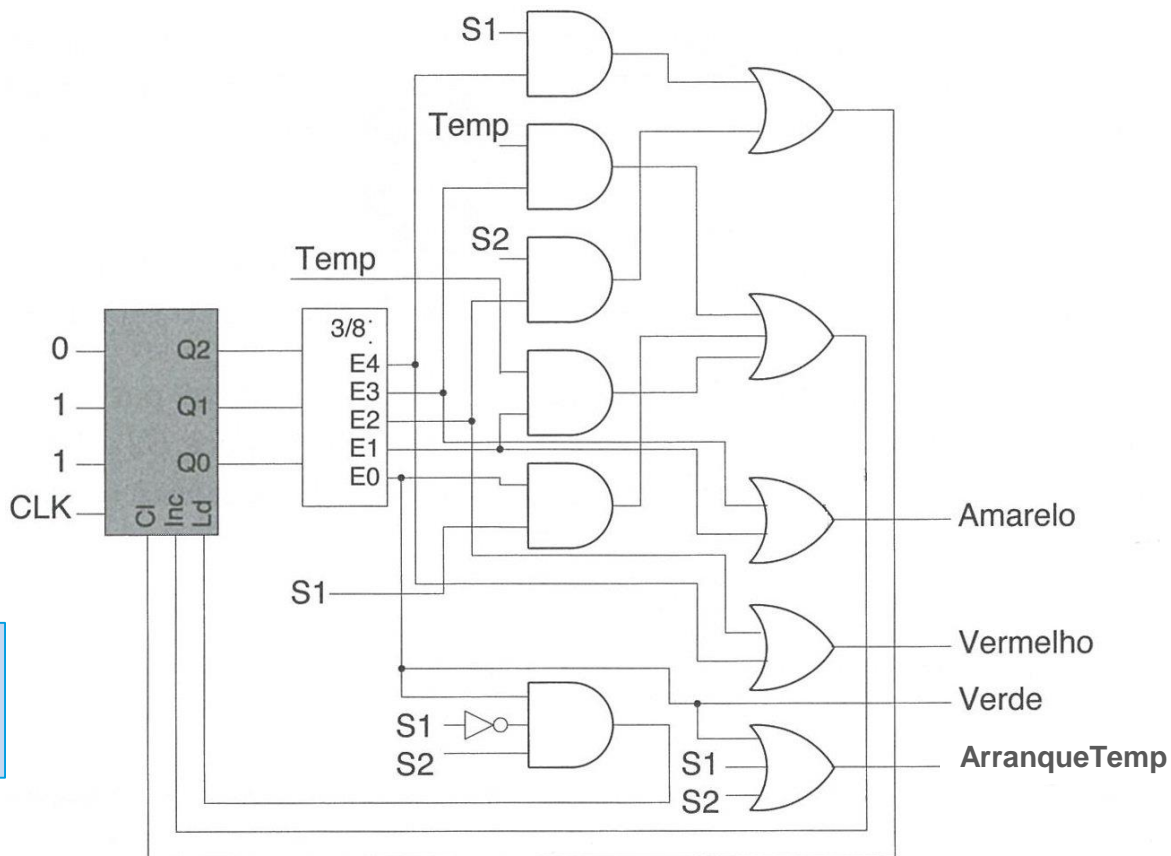 S1
Temp
S2
Temp
3/8
0
Q2
E4
E3
1
Q1
E2
E1
1
Q0
E0
CLK
Cl
Inc
Ld
Amarelo
S1
Vermelho
Verde
S1
S2
S1
S2
ArranqueTemp